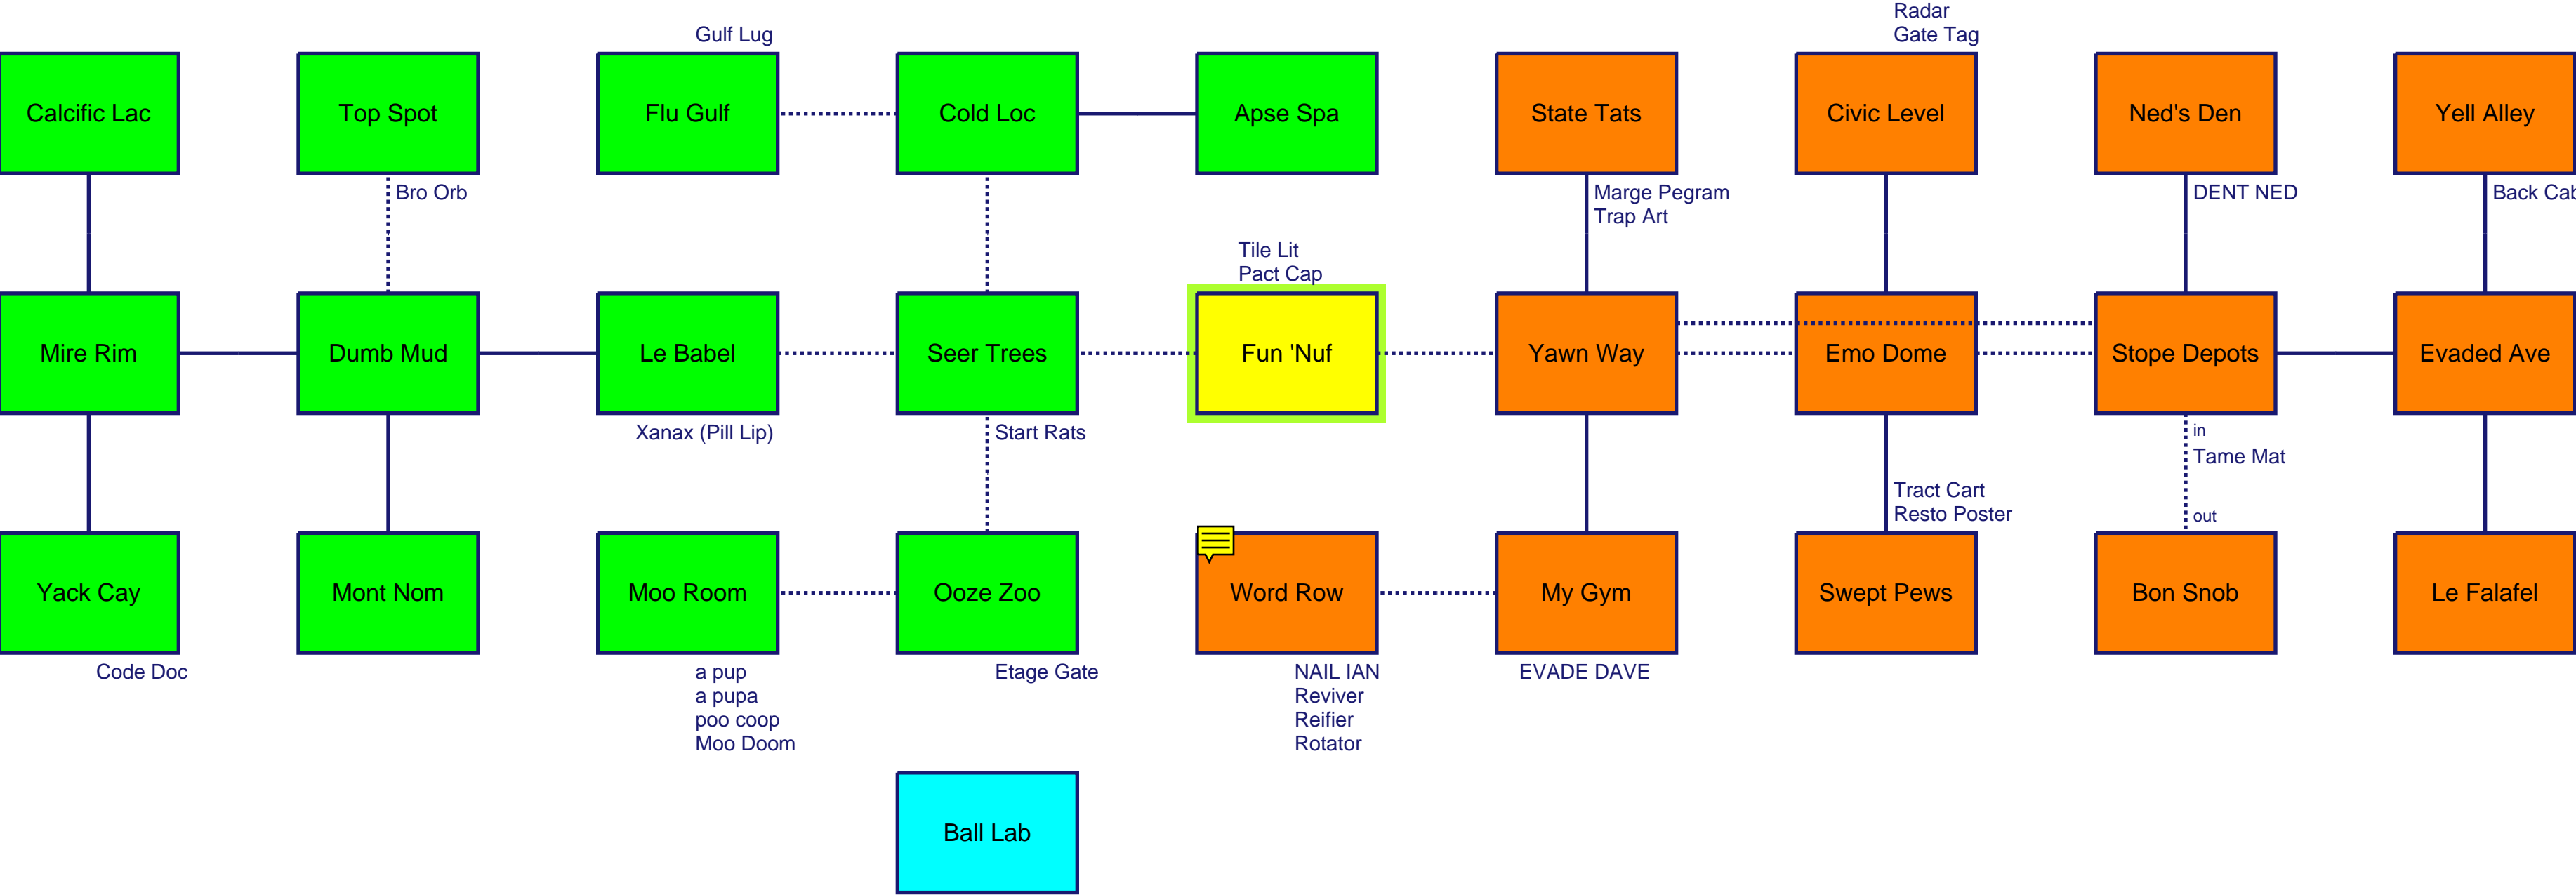 Radar
Gulf Lug
Gate Tag
Calcific Lac
Top Spot
Flu Gulf
Cold Loc
Apse Spa
State Tats
Civic Level
Ned's Den
Yell Alley
Bro Orb
Marge Pegram
Trap Art
DENT NED
Back Cab
Tile Lit
Pact Cap
Mire Rim
Dumb Mud
Le Babel
Seer Trees
Fun 'Nuf
Yawn Way
Emo Dome
Stope Depots
Evaded Ave
Xanax (Pill Lip)
Start Rats
in
Tame Mat
Tract Cart
Resto Poster
out
Yack Cay
Mont Nom
Moo Room
Ooze Zoo
Word Row
My Gym
Swept Pews
Bon Snob
Le Falafel
Code Doc
a pup
a pupa
poo coop
Moo Doom
Etage Gate
NAIL IAN
Reviver
Reifier
Rotator
EVADE DAVE
Ball Lab